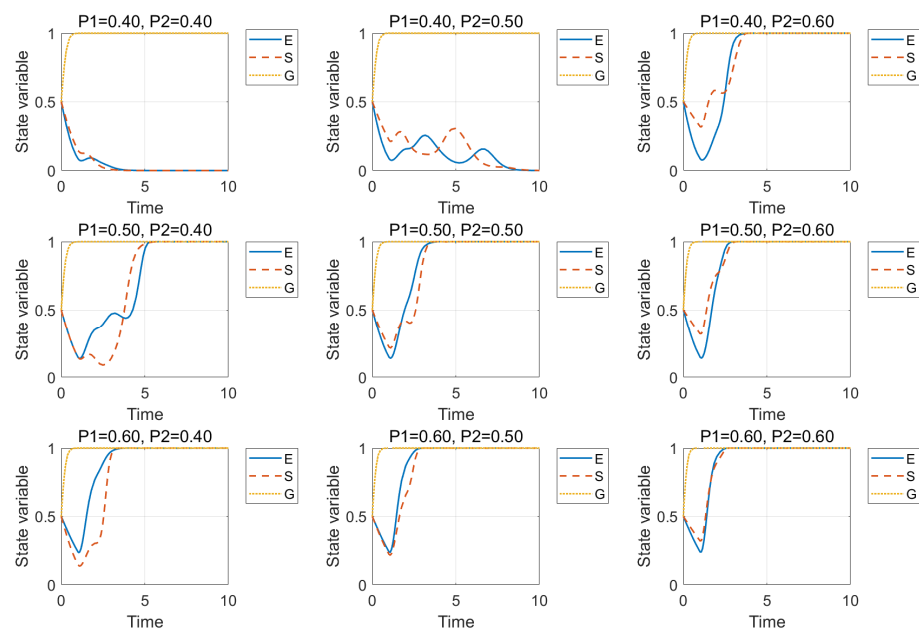 P1=0.40, P2=0.40
State variable
1
0.5
0
0 5 10
Time
E
S
G
P1=0.40, P2=0.50
State variable
1
0.5
0
0 5 10
Time
E
S
G
P1=0.40, P2=0.60
State variable
1
0.5
0
0 5 10
Time
E
S
G
P1=0.50, P2=0.40
State variable
1
0.5
0
0 5 10
Time
E
S
G
P1=0.50, P2=0.50
State variable
1
0.5
0
0 5 10
Time
E
S
G
P1=0.50, P2=0.60
State variable
1
0.5
0
0 5 10
Time
E
S
G
P1=0.60, P2=0.40
State variable
1
0.5
0
0 5 10
Time
E
S
G
P1=0.60, P2=0.50
State variable
1
0.5
0
0 5 10
Time
E
S
G
P1=0.60, P2=0.60
State variable
1
0.5
0
0 5 10
Time
E
S
G